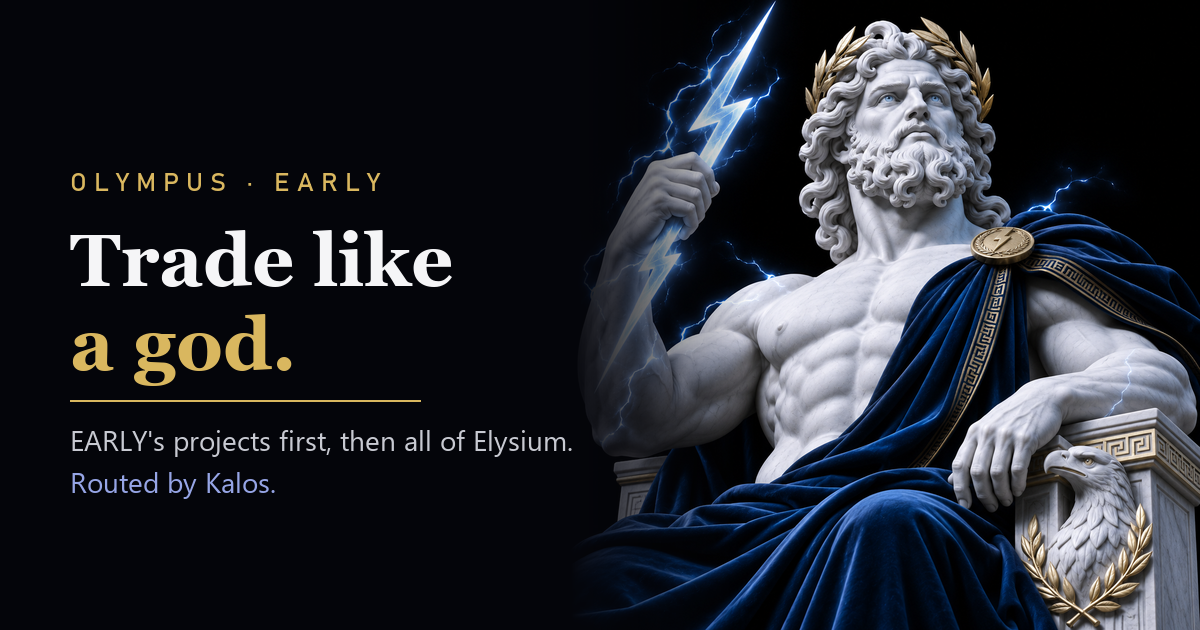 OLYMPUS · EARLY
Trade like
a god.
EARLY's projects first, then all of Elysium.
Routed by Kalos.